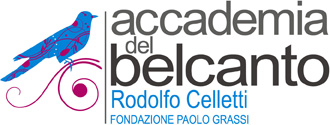 accademia
del
belcanto
Rodolfo Celletti
FONDAZIONE PAOLO GRASSI